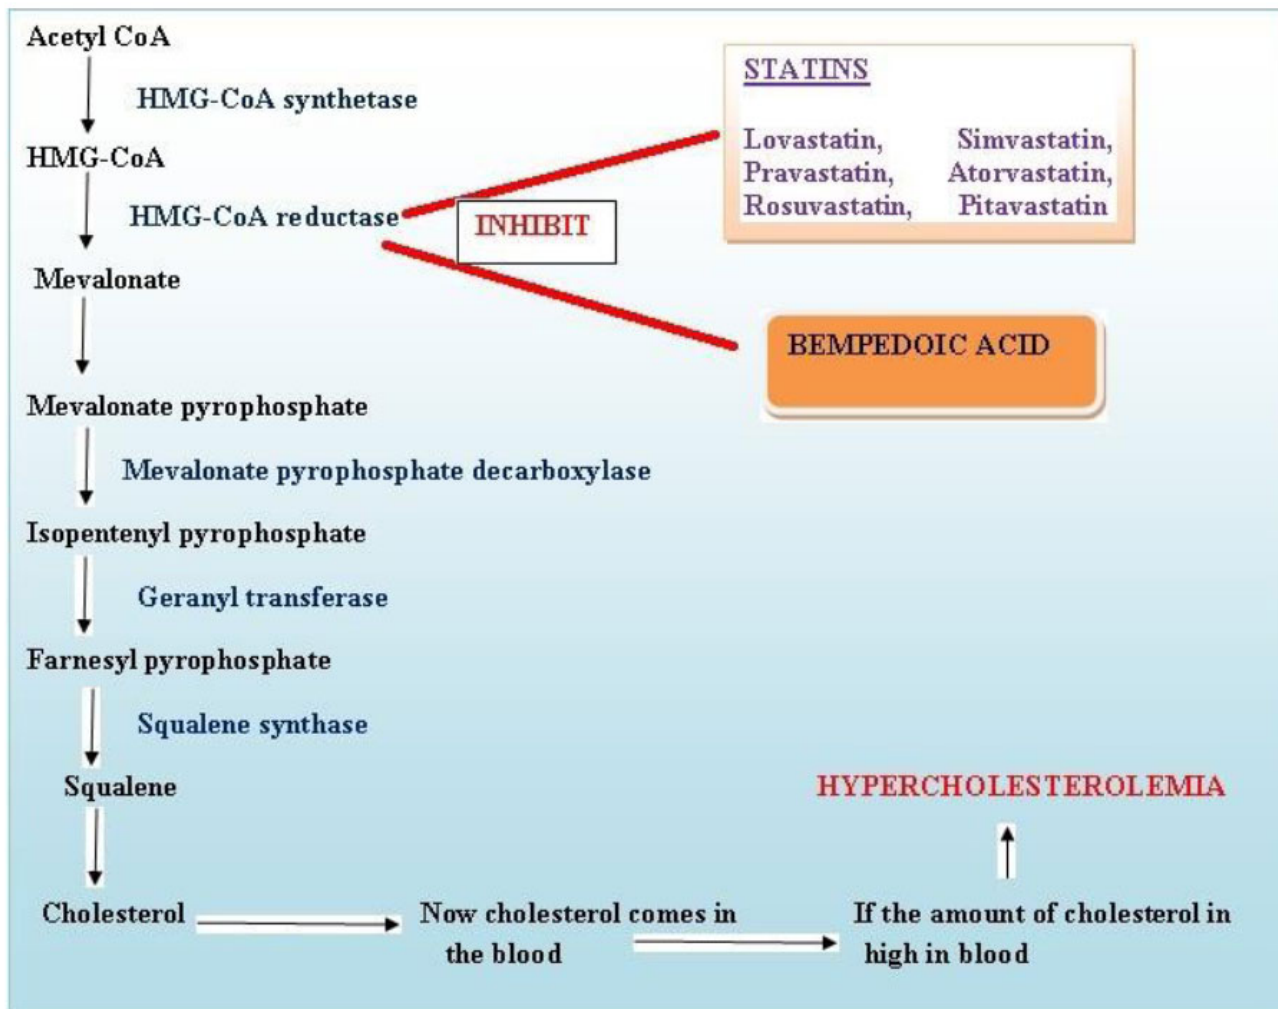 Acetyl CoA
HMG-CoA synthetase
HMG-CoA
HMG-CoA reductase
Mevalonate
Mevalonate pyrophosphate
Mevalonate pyrophosphate decarboxylase
Isopentenyl pyrophosphate
Geranyl transferase
Farnesyl pyrophosphate
Squalene synthase
Squalene
Cholesterol
INHIBIT
STATINS
Lovastatin, Simvastatin,
Pravastatin, Atorvastatin,
Rosuvastatin, Pitavastatin
BEMPEDOIC ACID
Now cholesterol comes in
the blood
If the amount of cholesterol in
high in blood
HYPERCHOLESTEROLEMIA